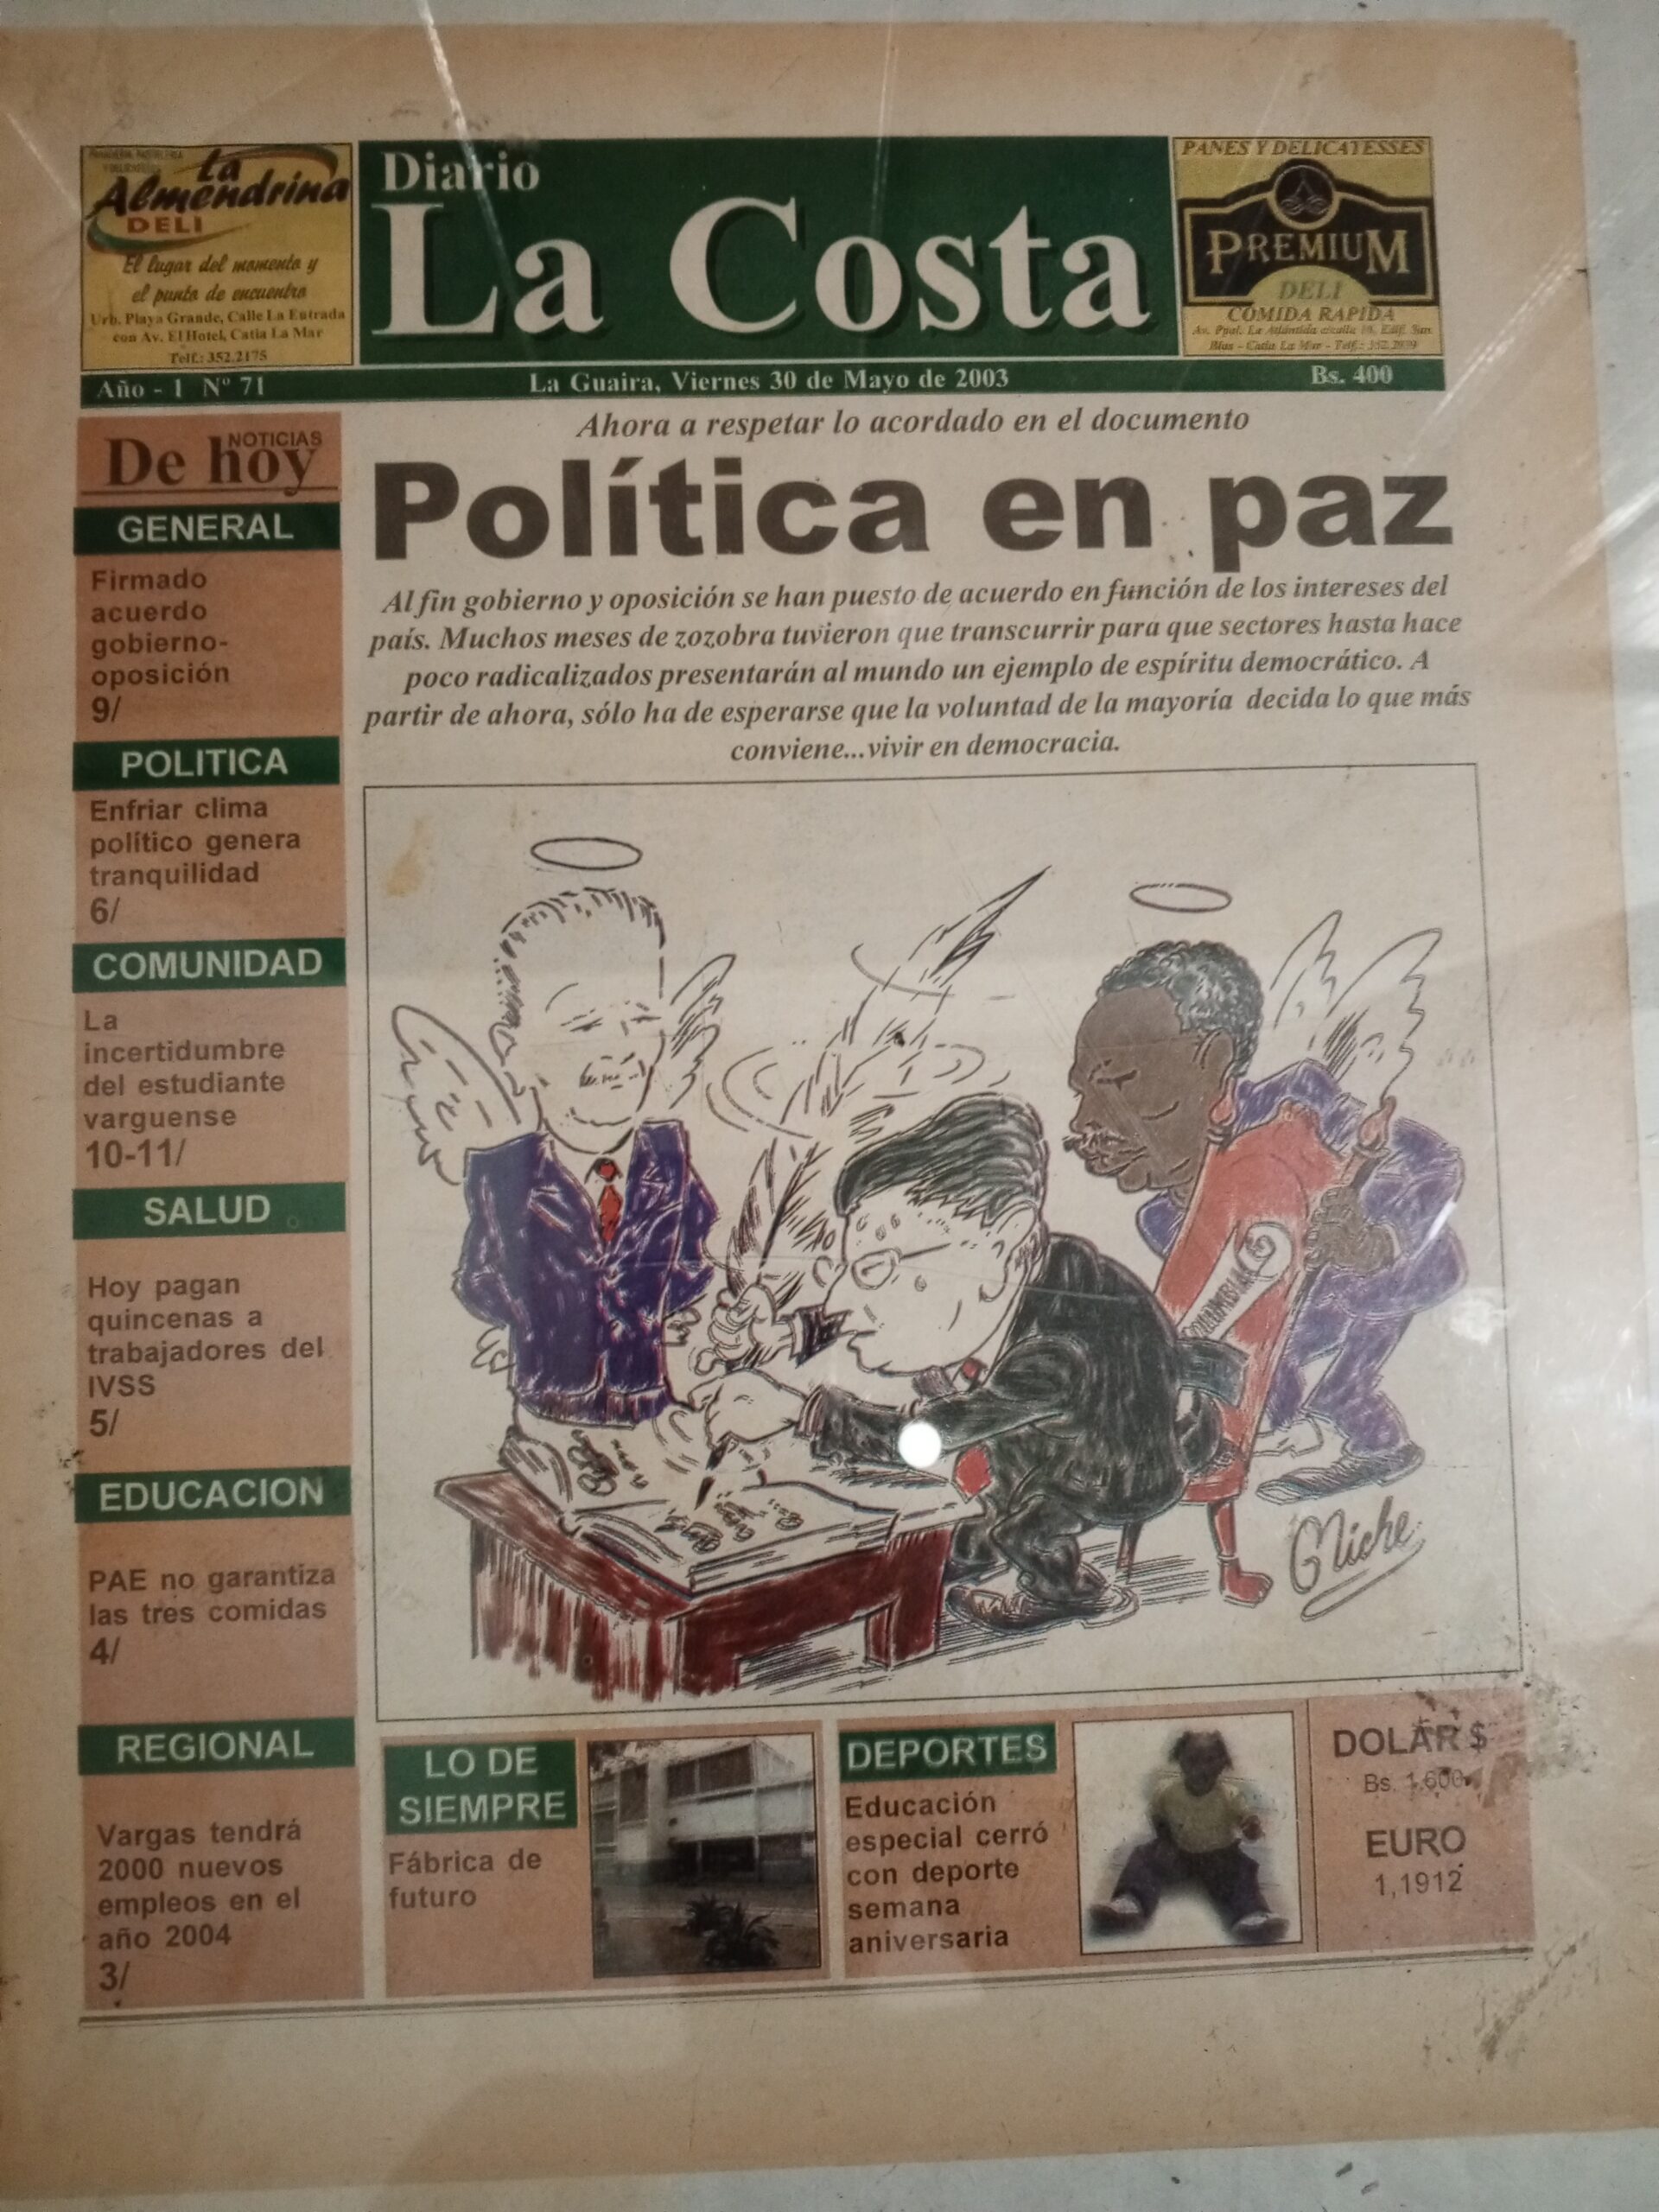 La
Almendrina
DELI
El lugar del momento y
el punto de encuentro
Urb. Playa Grande, Calle La Entrada
con Av. El Hotel, Catia La Mar
Telf.: 352.2175
Diario
La Costa
PANES Y DELICATESSES
PREMIUM
DELI
COMIDA RAPIDA
Año - 1 Nº 71
La Guaira, Viernes 30 de Mayo de 2003
Bs. 400
NOTICIAS
De hoy
GENERAL
Firmado
acuerdo
gobierno-
oposición
9/
POLITICA
Enfriar clima
político genera
tranquilidad
6/
COMUNIDAD
La
incertidumbre
del estudiante
varguense
10-11/
SALUD
Hoy pagan
quincenas a
trabajadores del
IVSS
5/
EDUCACION
PAE no garantiza
las tres comidas
4/
REGIONAL
Vargas tendrá
2000 nuevos
empleos en el
año 2004
3/
Ahora a respetar lo acordado en el documento
Política en paz
Al fin gobierno y oposición se han puesto de acuerdo en función de los intereses del
país. Muchos meses de zozobra tuvieron que transcurrir para que sectores hasta hace
poco radicalizados presentarán al mundo un ejemplo de espíritu democrático. A
partir de ahora, sólo ha de esperarse que la voluntad de la mayoría decida lo que más
conviene...vivir en democracia.
LO DE
SIEMPRE
Fábrica de
futuro
DEPORTES
Educación
especial cerró
con deporte
semana
aniversaria
DOLAR $
Bs. 1.600
EURO
1,1912